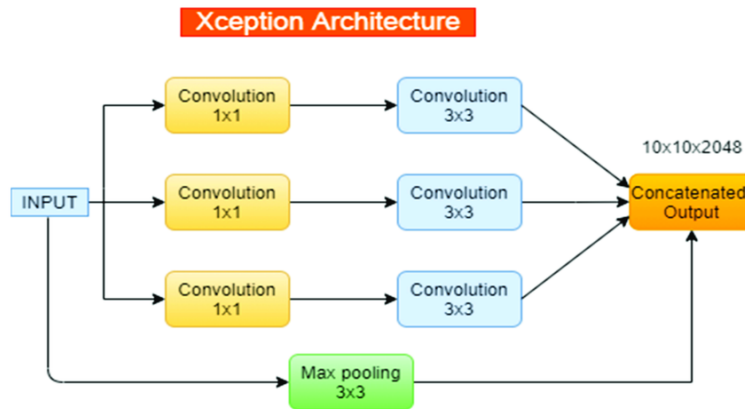 Xception Architecture
Convolution
1x1
Convolution
3x3
10x10x2048
INPUT
Convolution
1x1
Convolution
3x3
Concatenated
Output
Convolution
1x1
Convolution
3x3
Max pooling
3x3